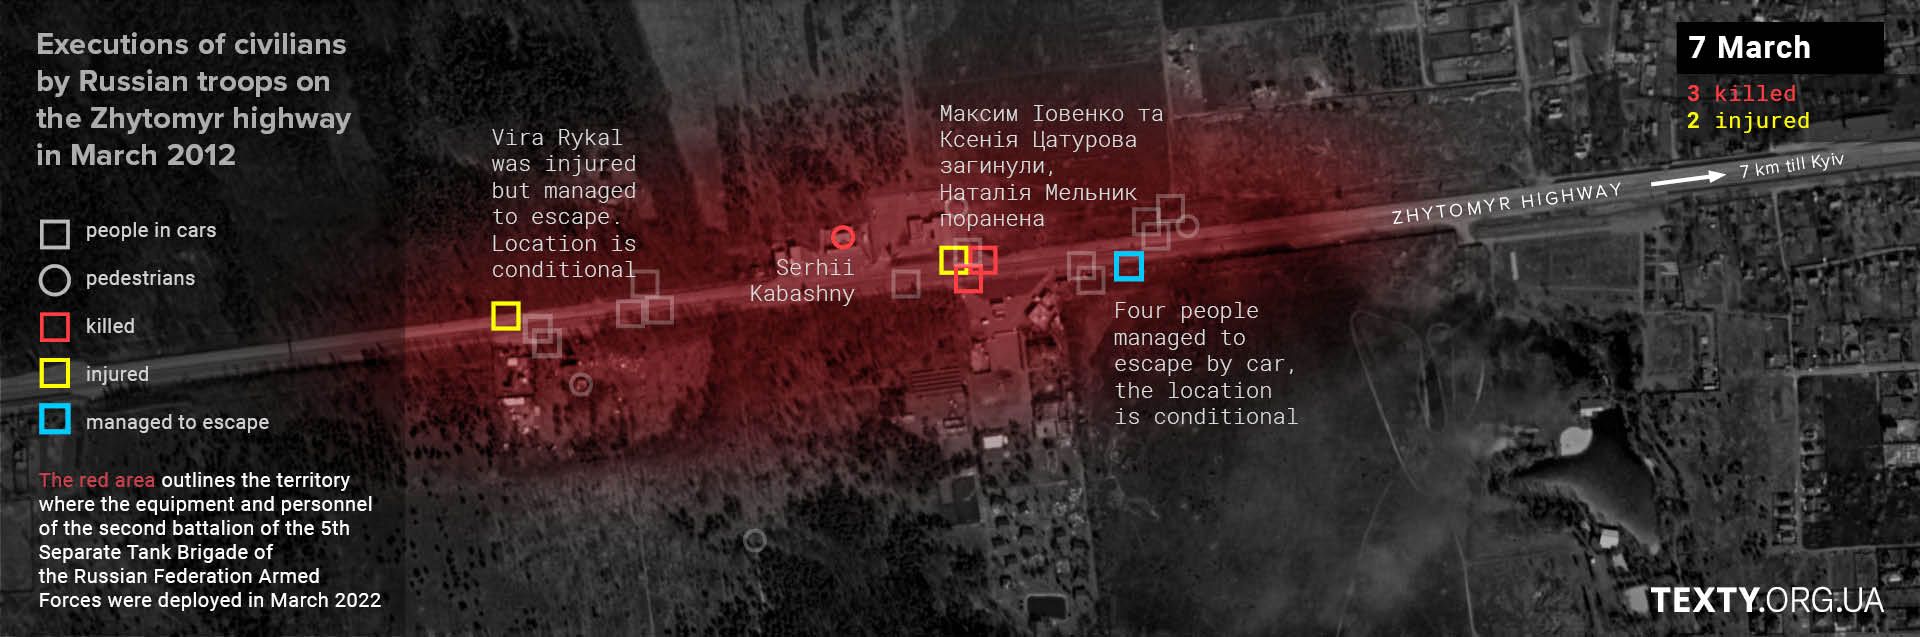 Executions of civilians
by Russian troops on
the Zhytomyr highway
in March 2012
people in cars
pedestrians
killed
injured
managed to escape
The red area outlines the territory
where the equipment and personnel
of the second battalion of the 5th
Separate Tank Brigade of
the Russian Federation Armed
Forces were deployed in March 2022
Vira Rykal
was injured
but managed
to escape.
Location is
conditional
Serhii
Kabashny
Максим Іовенко та
Ксенія Цатурова
загинули,
Наталія Мельник
поранена
Four people
managed to
escape by car,
the location
is conditional
ZHYTOMYR HIGHWAY
7 km till Kyiv
7 March
3 killed
2 injured
TEXTY.ORG.UA